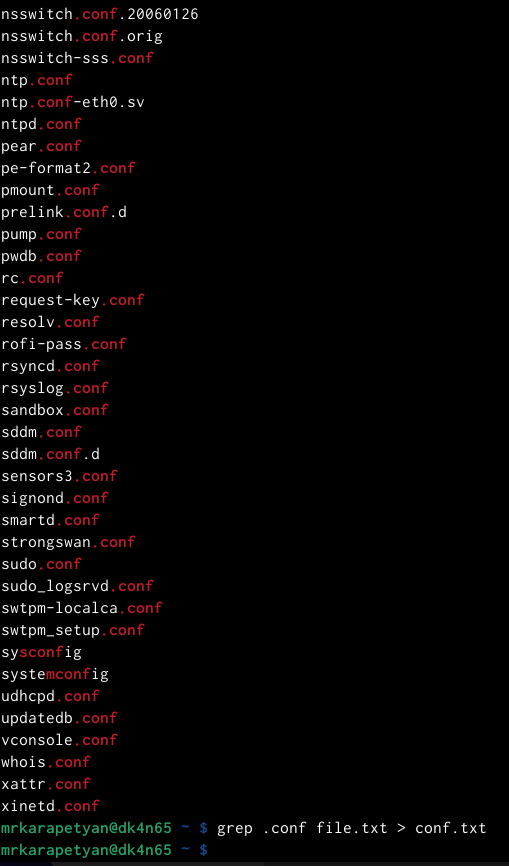 nsswitch.conf.20060126
nsswitch.conf.orig
nsswitch-sss.conf
ntp.conf
ntp.conf-eth0.sv
ntpd.conf
pear.conf
pe-format2.conf
pmount.conf
prelink.conf.d
pump.conf
pwdb.conf
rc.conf
request-key.conf
resolv.conf
rofi-pass.conf
rsyncd.conf
rsyslog.conf
sandbox.conf
sddm.conf
sddm.conf.d
sensors3.conf
signond.conf
smartd.conf
strongswan.conf
sudo.conf
sudo_logsrvd.conf
swtpm-localca.conf
swtpm_setup.conf
sysconfig
systemconfig
udhcpd.conf
updatedb.conf
vconsole.conf
whois.conf
xattr.conf
xinetd.conf
mrkarapetyan@dk4n65 ~ $ grep .conf file.txt > conf.txt
mrkarapetyan@dk4n65 ~ $